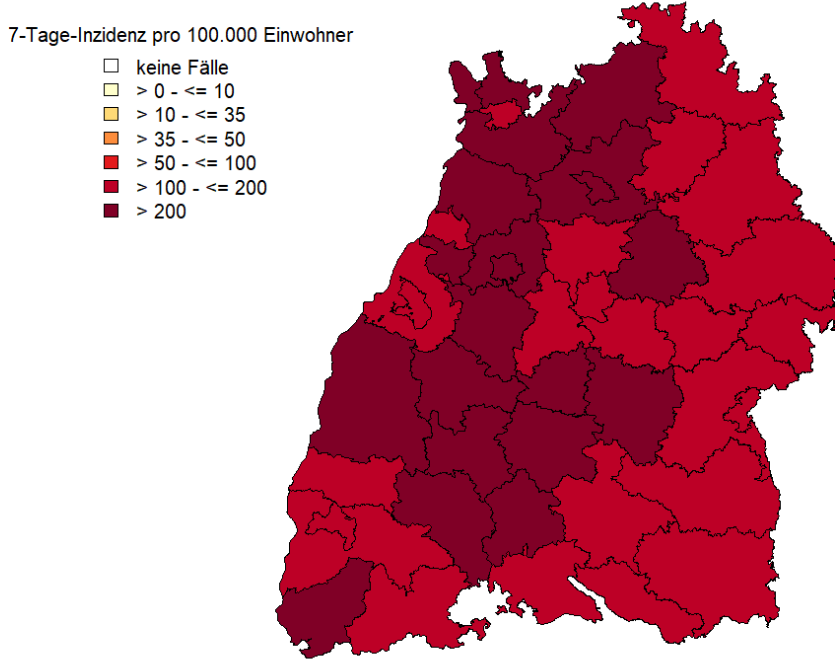 7-Tage-Inzidenz pro 100.000 Einwohner
keine Fälle
> 0 - <= 10
> 10 - <= 35
> 35 - <= 50
> 50 - <= 100
> 100 - <= 200
> 200